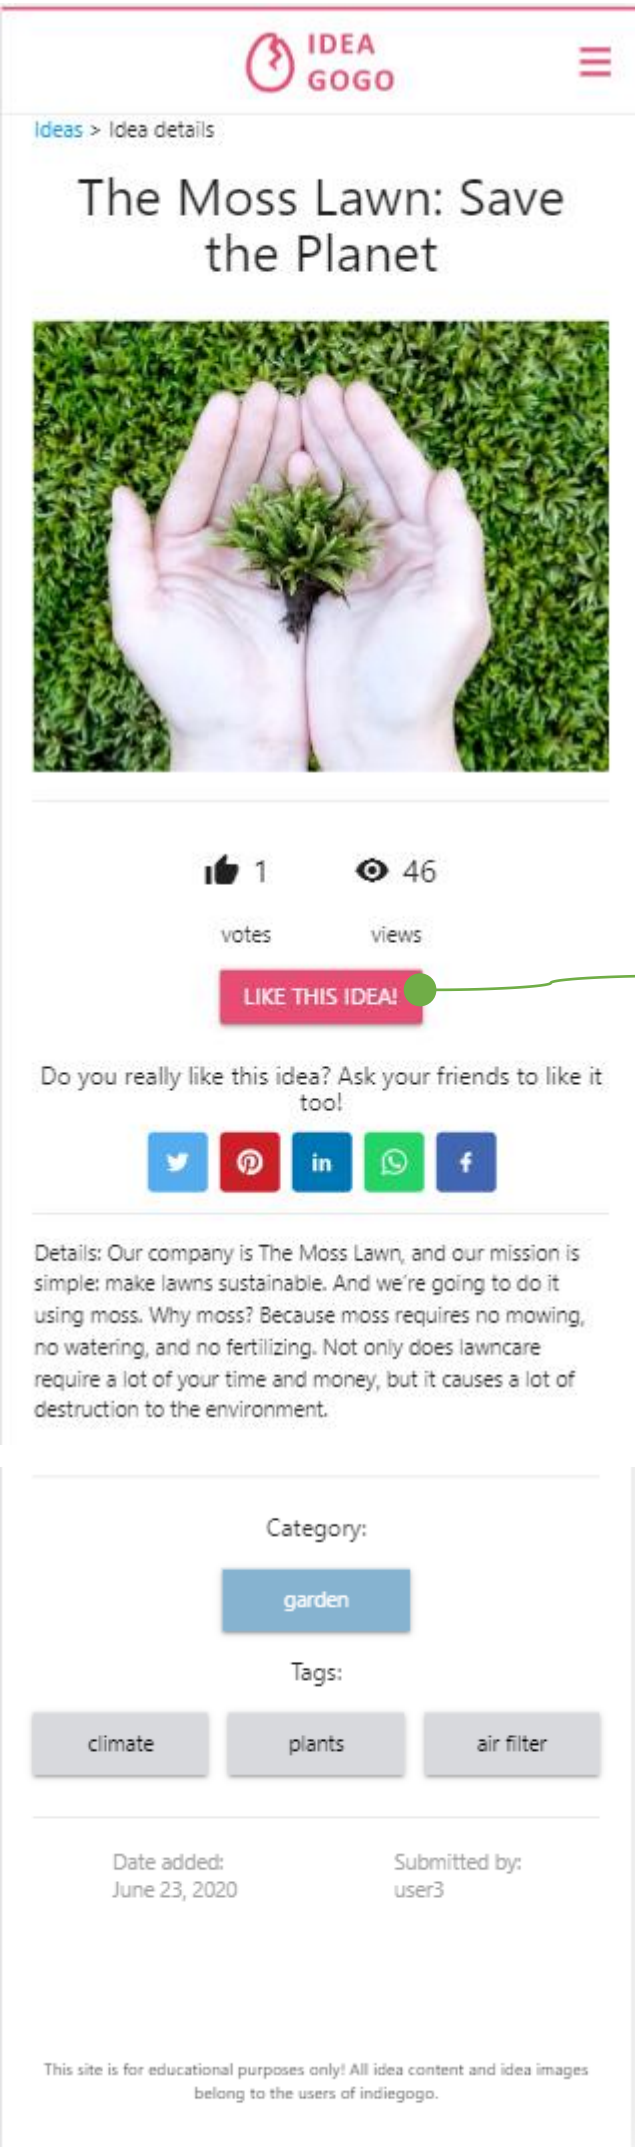 IDEA
GOGO
Ideas > Idea details
The Moss Lawn: Save
the Planet
1 46
votes views
LIKE THIS IDEA!
Do you really like this idea? Ask your friends to like it
too!
in f
Details: Our company is The Moss Lawn, and our mission is
simple: make lawns sustainable. And we're going to do it
using moss. Why moss? Because moss requires no mowing,
no watering, and no fertilizing. Not only does lawncare
require a lot of your time and money, but it causes a lot of
destruction to the environment.
Category:
garden
Tags:
climate plants air filter
Date added: Submitted by:
June 23, 2020 user3
This site is for educational purposes only! All idea content and idea images
belong to the users of indiegogo.